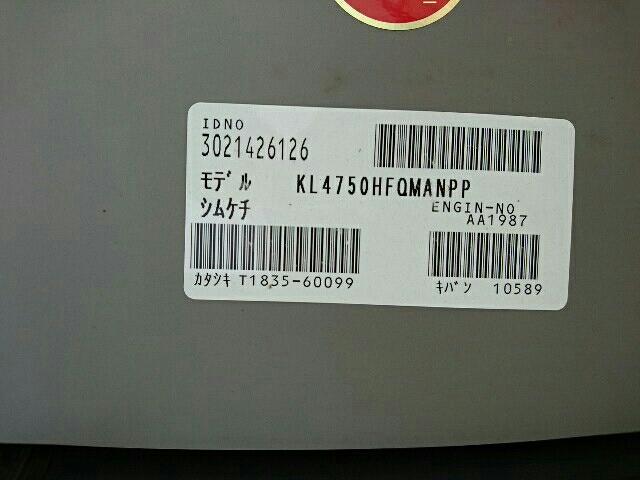 IDNO
3021426126
モデル KL4750HFQMANPP
シムケチ ENGIN-NO
AA1987
カタシキ T1835-60099
キバン 10589